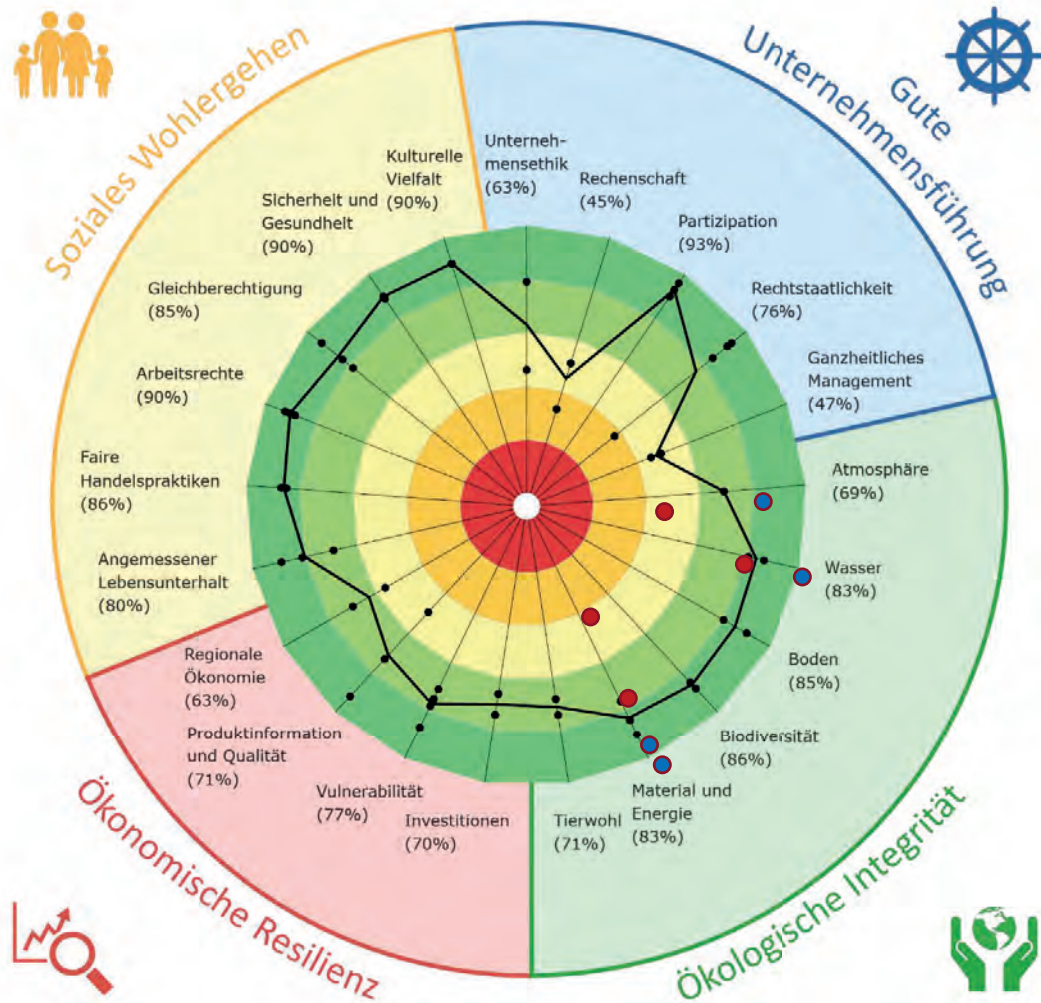 Soziales Wohlergehen
Gute
Unternehmensführung
Unterneh-
mensethik
(63%)
Rechenschaft
(45%)
Partizipation
(93%)
Rechtstaatlichkeit
(76%)
Ganzheitliches
Management
(47%)
Atmosphäre
(69%)
Wasser
(83%)
Boden
(85%)
Biodiversität
(86%)
Material und
Energie
(83%)
Tierwohl
(71%)
Ökologische Integrität
Investitionen
(70%)
Vulnerabilität
(77%)
Produktinformation
und Qualität
(71%)
Regionale
Ökonomie
(63%)
Ökonomische Resilienz
Angemessener
Lebensunterhalt
(80%)
Faire
Handelspraktiken
(86%)
Arbeitsrechte
(90%)
Gleichberechtigung
(85%)
Sicherheit und
Gesundheit
(90%)
Kulturelle
Vielfalt
(90%)